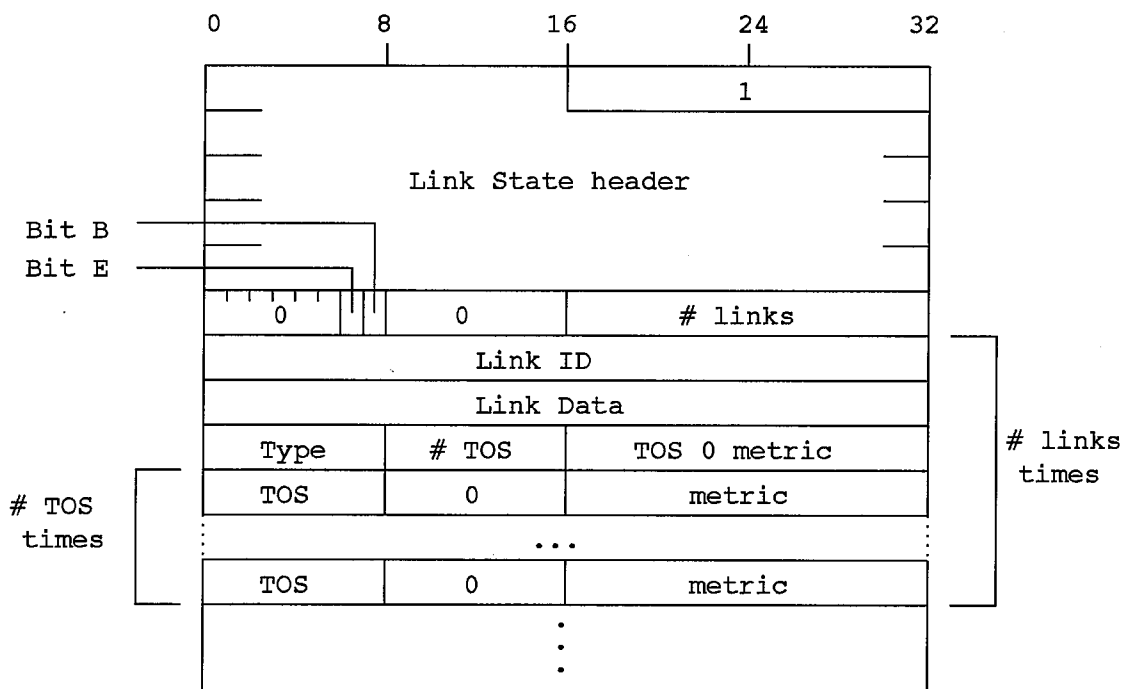 0 8 16 24 32
1
Link State header
Bit B
Bit E
0 0 # links
Link ID
Link Data
Type # TOS TOS 0 metric
# links
times
TOS 0 metric
# TOS
times
...
TOS 0 metric